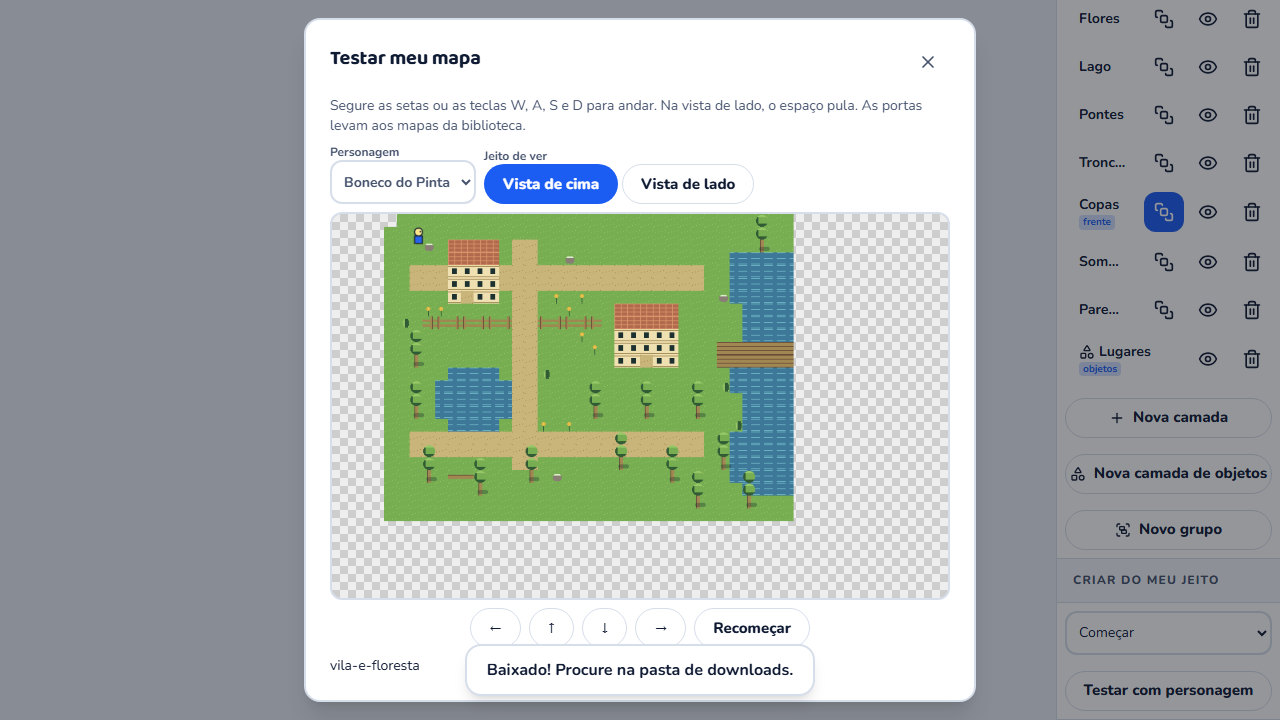 Testar meu mapa
Segure as setas ou as teclas W, A, S e D para andar. Na vista de lado, o espaço pula. As portas
levam aos mapas da biblioteca.
Personagem
Boneco do Pinta
Jeito de ver
Vista de cima
Vista de lado
Recomeçar
vila-e-floresta
Baixado! Procure na pasta de downloads.
Flores
Lago
Pontes
Tronc...
Copas
frente
Som...
Pare...
Lugares
objetos
Nova camada
Nova camada de objetos
Novo grupo
CRIAR DO MEU JEITO
Começar
Testar com personagem